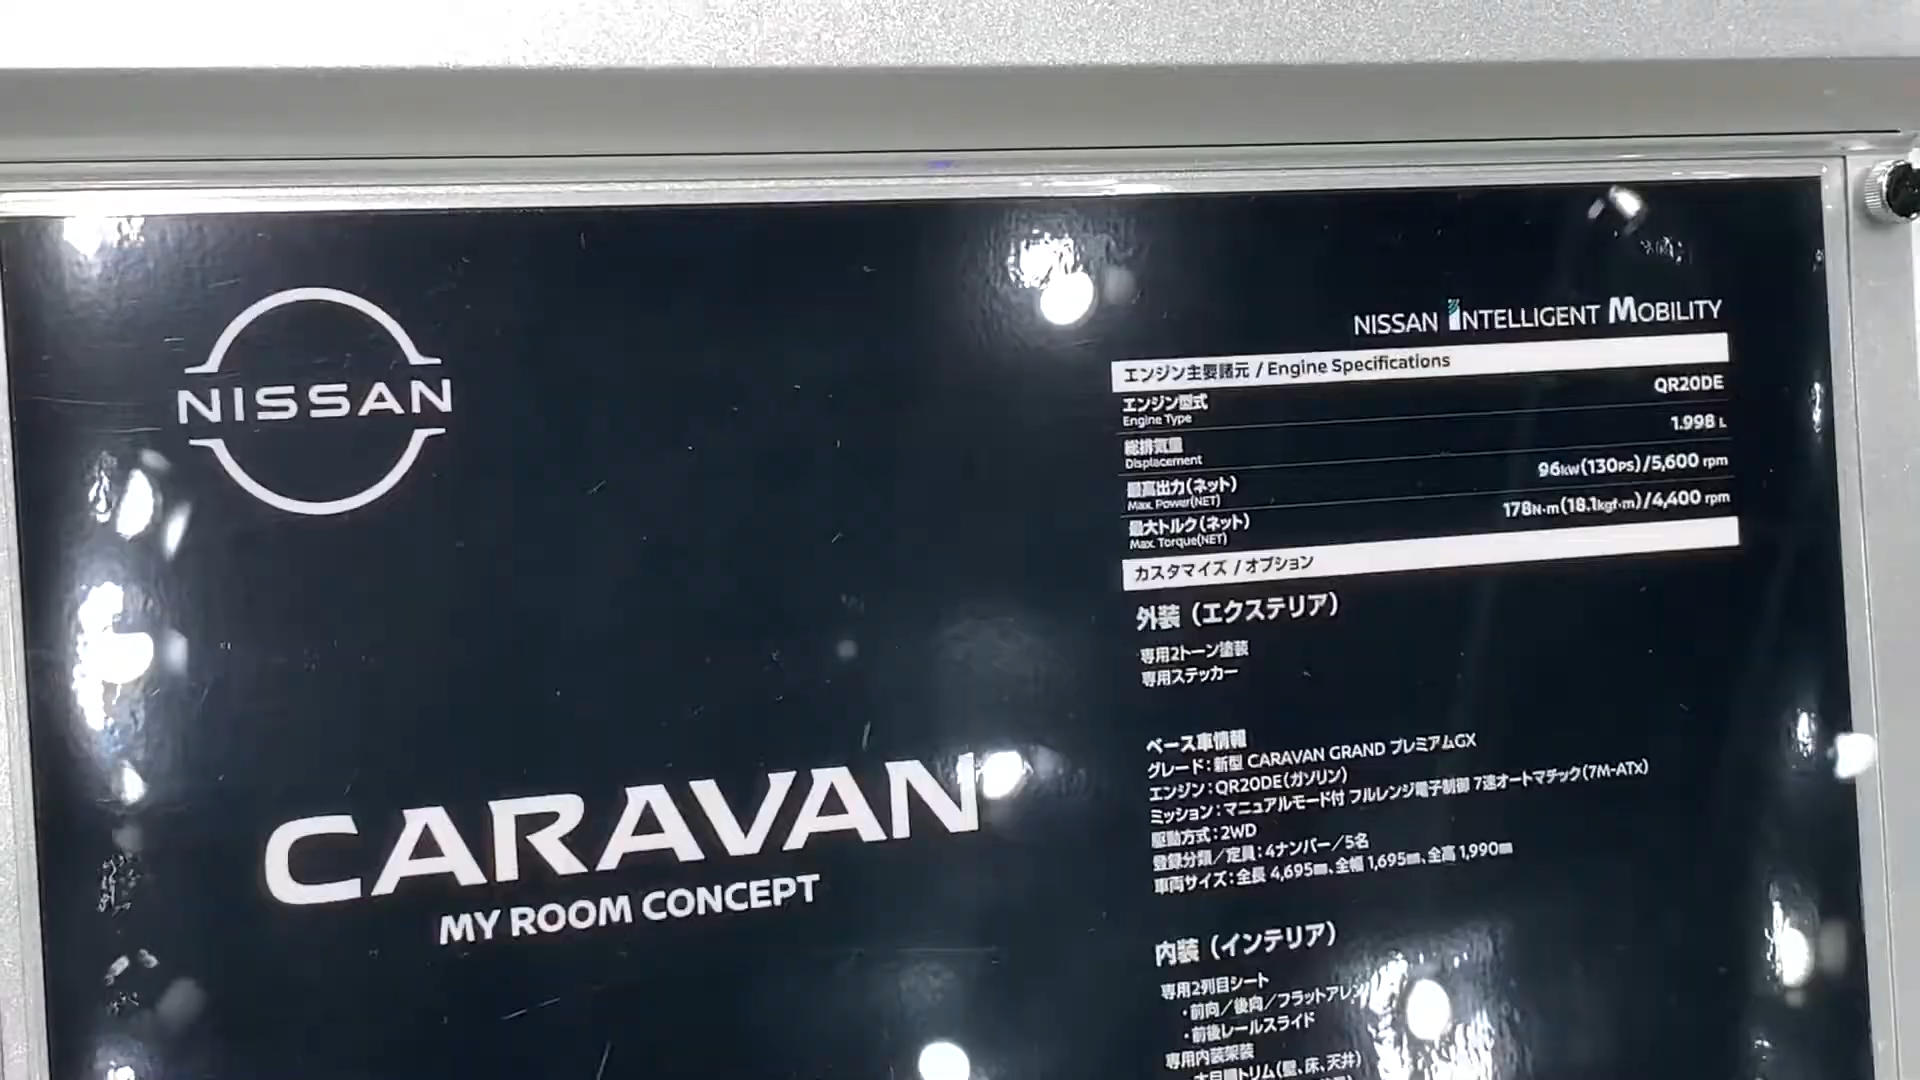 NISSAN
CARAVAN
MY ROOM CONCEPT
NISSAN INTELLIGENT MOBILITY
エンジン主要諸元 / Engine Specifications
エンジン型式 QR20DE
Engine Type
総排気量 1.998 L
Displacement
最高出力(ネット) 96kW(130PS)/5,600 rpm
Max. Power(NET)
最大トルク(ネット) 178N·m(18.1kgf·m)/4,400 rpm
Max. Torque(NET)
カスタマイズ / オプション
外装（エクステリア）
専用2トーン塗装
専用ステッカー
ベース車情報
グレード：新型 CARAVAN GRAND プレミアムGX
エンジン：QR20DE(ガソリン)
ミッション：マニュアルモード付 フルレンジ電子制御 7速オートマチック(7M-ATx)
駆動方式：2WD
登録分類／定員：4ナンバー／5名
車両サイズ：全長 4,695㎜、全幅 1,695㎜、全高 1,990㎜
内装（インテリア）
専用2列目シート
・前向／後向／フラットアレン
・前後レールスライド
専用内装架装
木目調トリム(壁、床、天井)